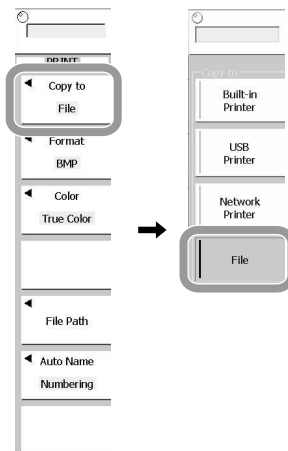 PRINT
Copy to
File
Format
BMP
Color
True Color
File Path
Auto Name
Numbering
Copy to
Built-in
Printer
USB
Printer
Network
Printer
File